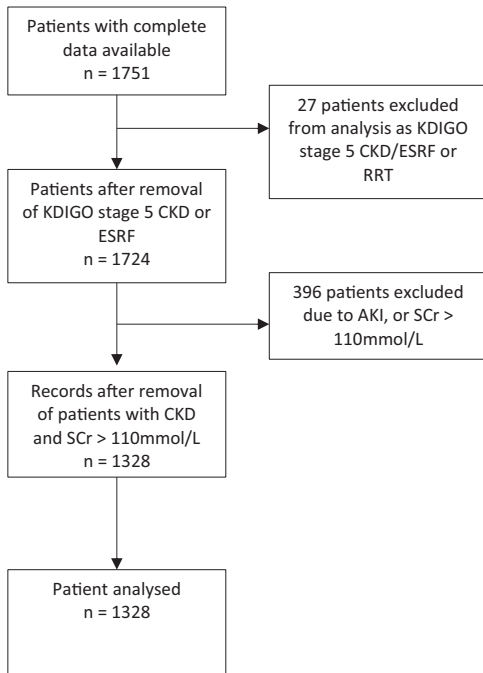 Patients with complete
data available
n = 1751
27 patients excluded
from analysis as KDIGO
stage 5 CKD/ESRF or
RRT
Patients after removal
of KDIGO stage 5 CKD or
ESRF
n = 1724
396 patients excluded
due to AKI, or SCr >
110mmol/L
Records after removal
of patients with CKD
and SCr > 110mmol/L
n = 1328
Patient analysed
n = 1328